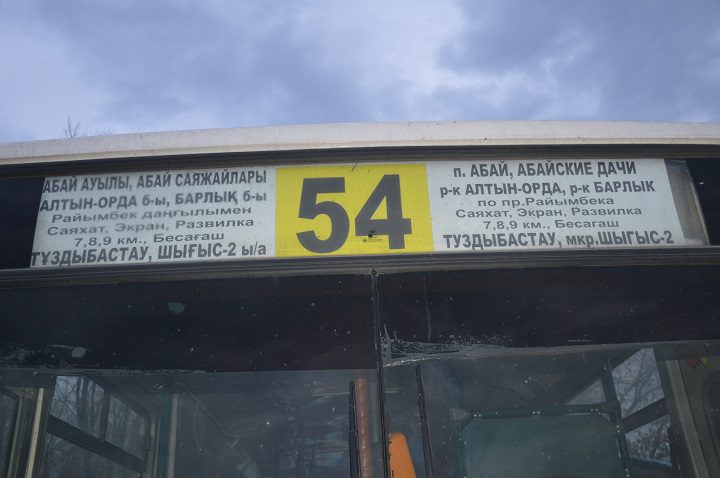 АБАЙ АУЫЛЫ, АБАЙ САЯЖАЙЛАРЫ
АЛТЫН-ОРДА б-ы, БАРЛЫҚ б-ы
Райымбек даңғылымен
Саяхат, Экран, Развилка
7,8,9 км., Бесағаш
ТҰЗДЫБАСТАУ, ШЫҒЫС-2 ы/а
54
п. АБАЙ, АБАЙСКИЕ ДАЧИ
р-к АЛТЫН-ОРДА, р-к БАРЛЫК
по пр.Райымбека
Саяхат, Экран, Развилка
7,8,9 км., Бесагаш
ТУЗДЫБАСТАУ, мкр.ШЫГЫС-2